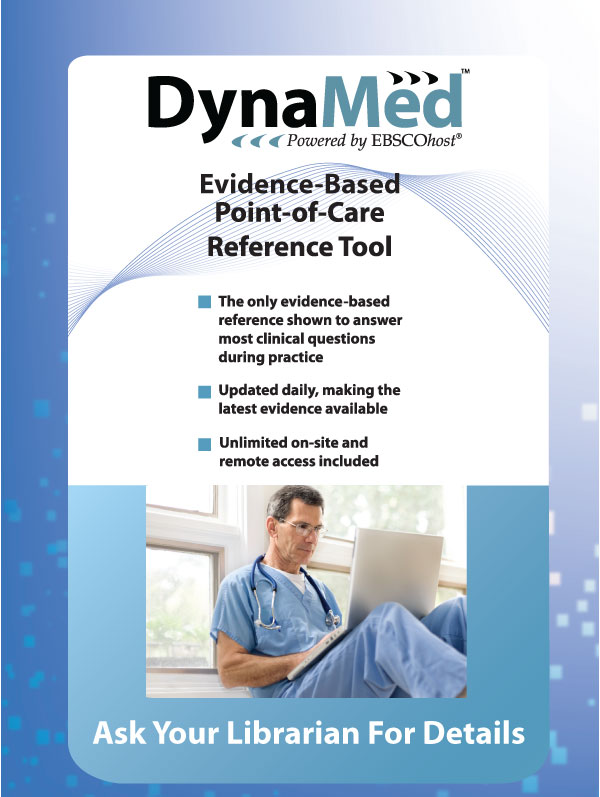 DynaMed™
Powered by EBSCOhost®
Evidence-Based
Point-of-Care
Reference Tool
The only evidence-based
reference shown to answer
most clinical questions
during practice
Updated daily, making the
latest evidence available
Unlimited on-site and
remote access included
Ask Your Librarian For Details